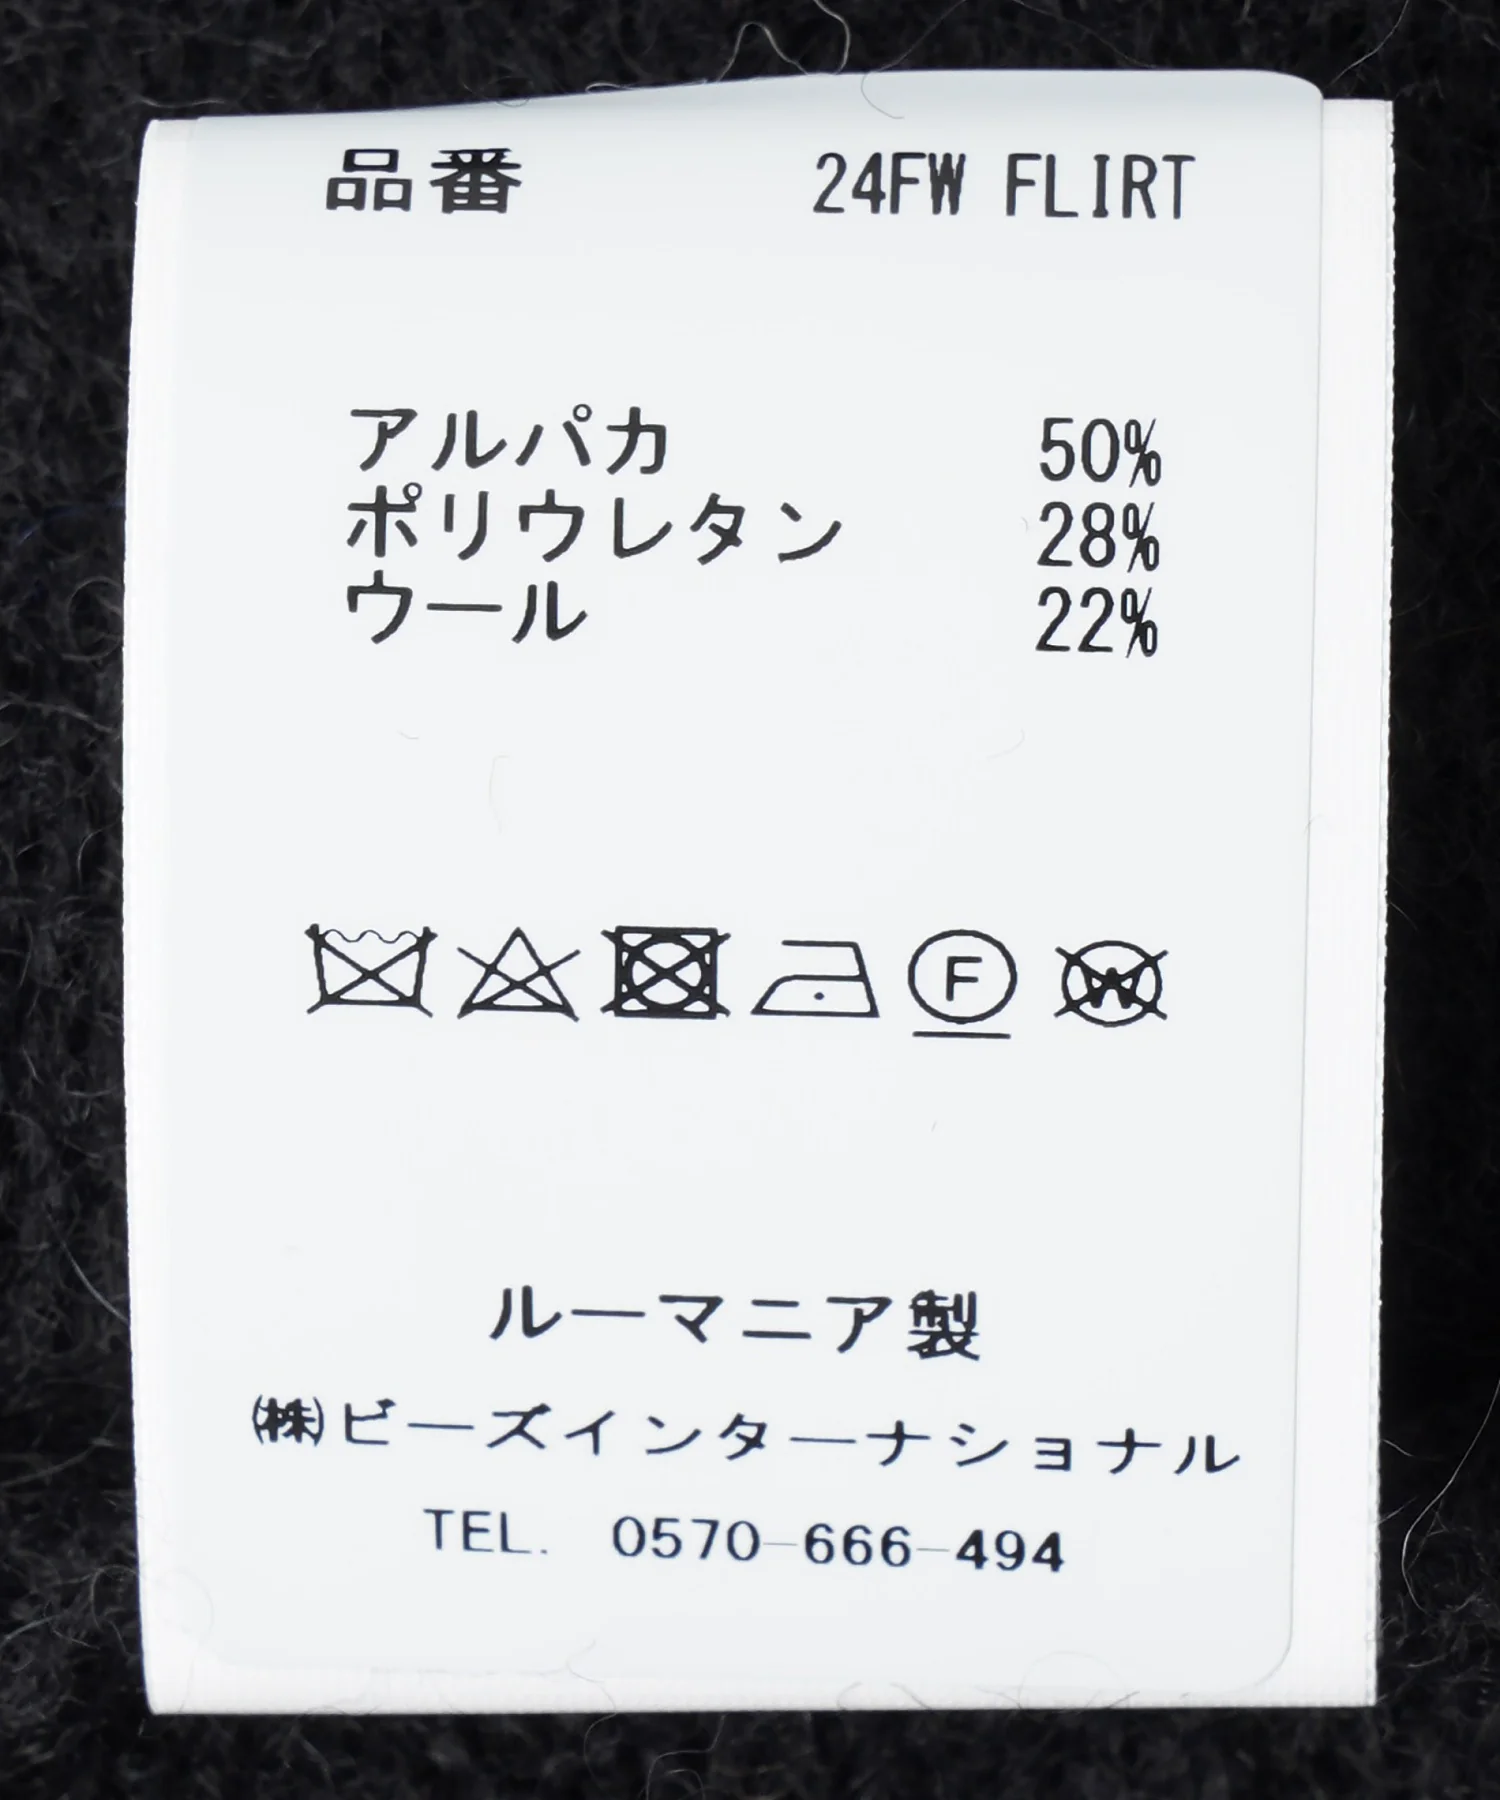 品番 24FW FLIRT
アルパカ 50%
ポリウレタン 28%
ウール 22%
F W
ルーマニア製
㈱ビーズインターナショナル
TEL. 0570-666-494